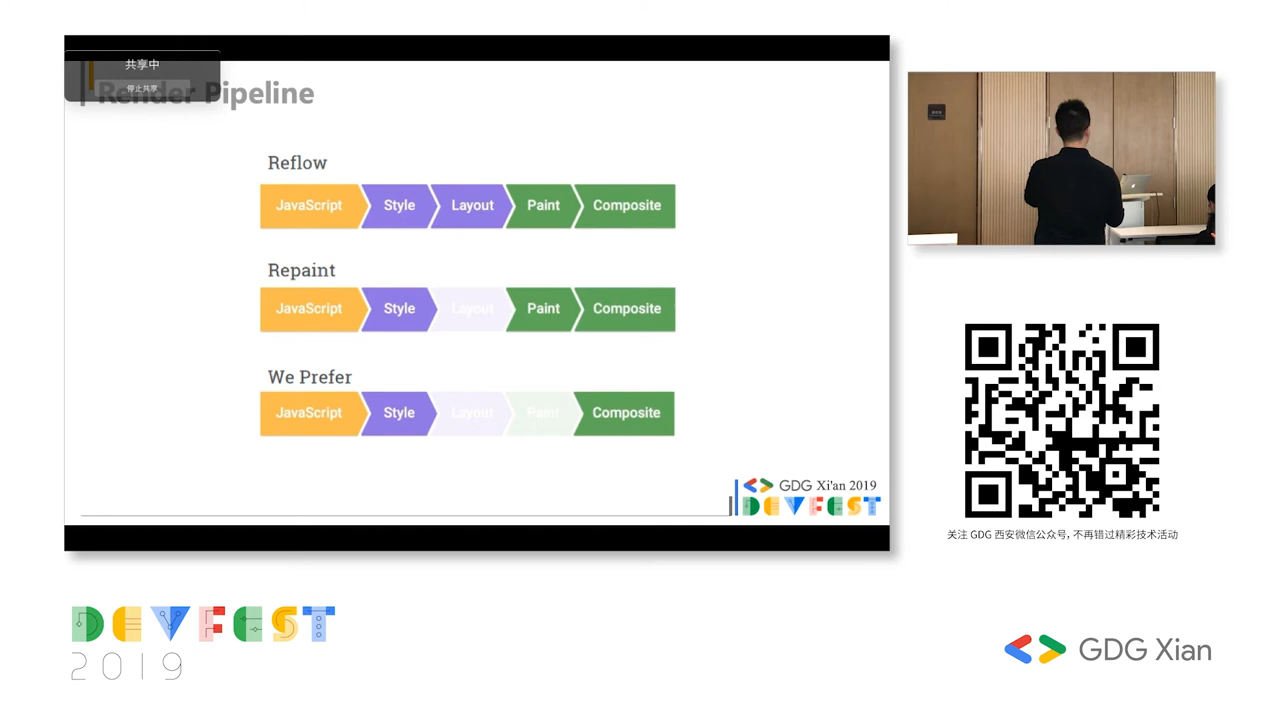 共享中
停止共享
Render Pipeline
Reflow
JavaScript Style Layout Paint Composite
Repaint
JavaScript Style Layout Paint Composite
We Prefer
JavaScript Style Layout Paint Composite
GDG Xi'an 2019
DEVFEST
关注 GDG 西安微信公众号, 不再错过精彩技术活动
DEVFEST
2019
GDG Xian